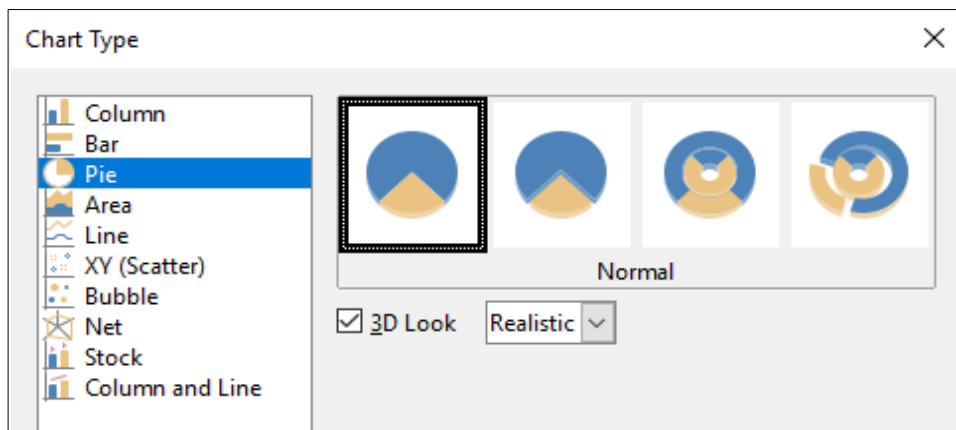 Chart Type
Column
Bar
Pie
Area
Line
XY (Scatter)
Bubble
Net
Stock
Column and Line
Normal
3D Look
Realistic